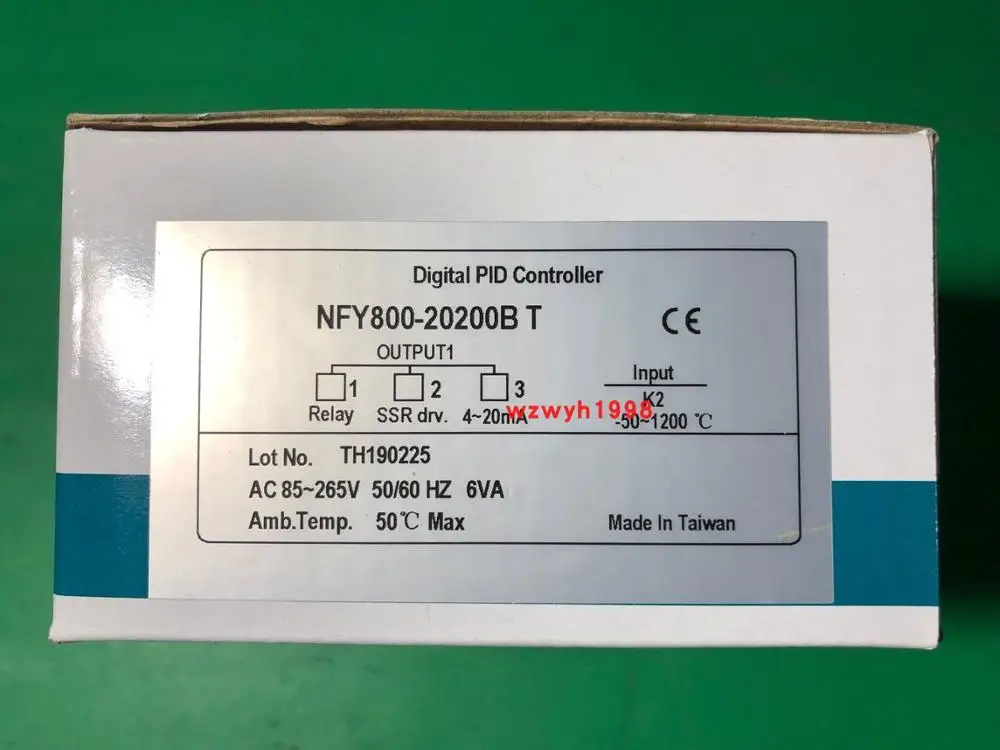 Digital PID Controller
NFY800-20200B T CE
OUTPUT1
1 2 3
Relay SSR drv. 4~20mA
wzwyh1998
Input
K2
-50~1200 ℃
Lot No. TH190225
AC 85~265V 50/60 HZ 6VA
Amb.Temp. 50℃ Max
Made In Taiwan